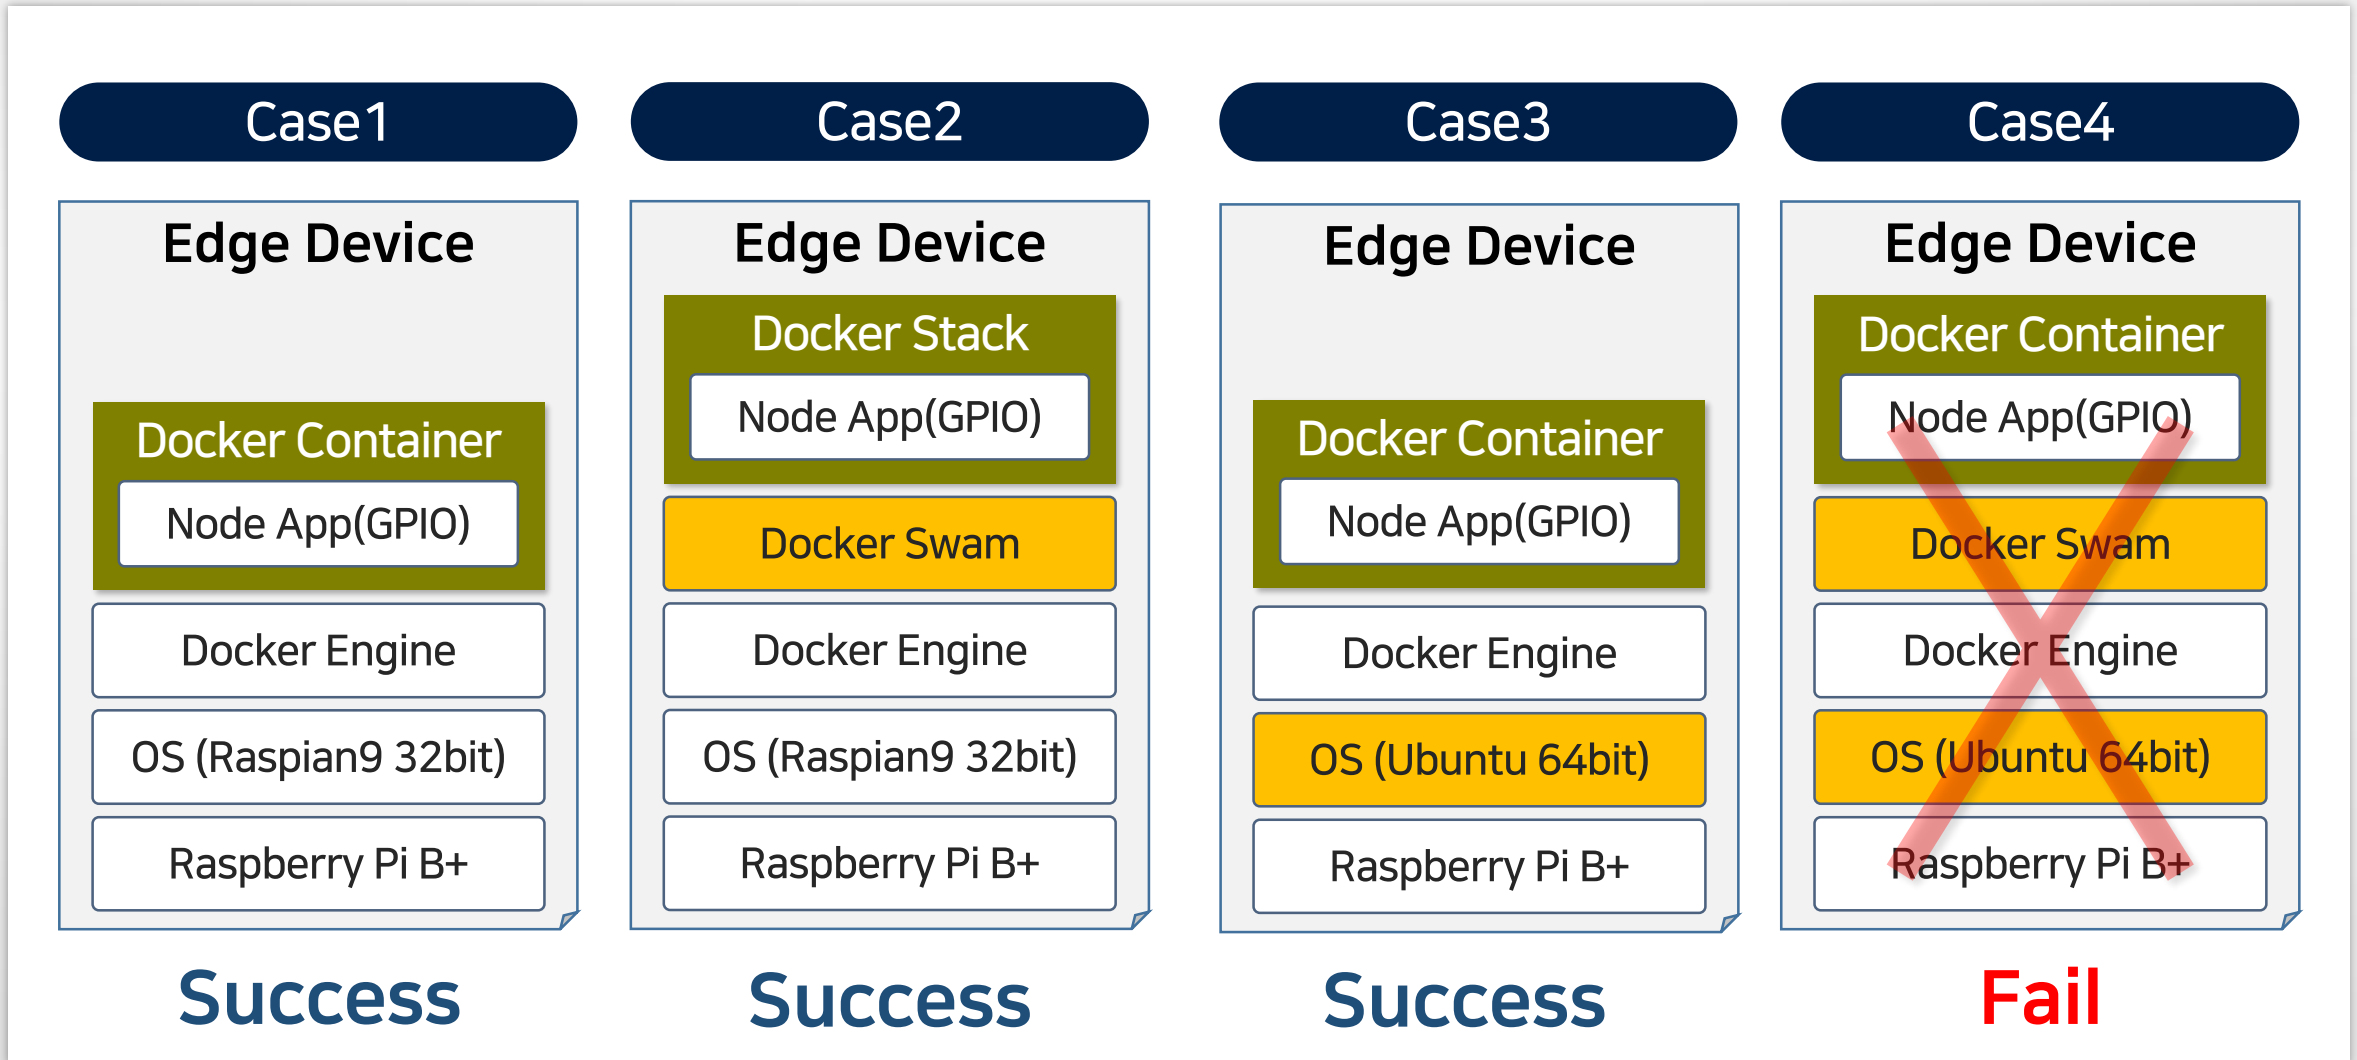 Case1
Edge Device
Docker Container
Node App(GPIO)
Docker Engine
OS (Raspian9 32bit)
Raspberry Pi B+
Success
Case2
Edge Device
Docker Stack
Node App(GPIO)
Docker Swam
Docker Engine
OS (Raspian9 32bit)
Raspberry Pi B+
Success
Case3
Edge Device
Docker Container
Node App(GPIO)
Docker Engine
OS (Ubuntu 64bit)
Raspberry Pi B+
Success
Case4
Edge Device
Docker Container
Node App(GPIO)
Docker Swam
Docker Engine
OS (Ubuntu 64bit)
Raspberry Pi B+
Fail